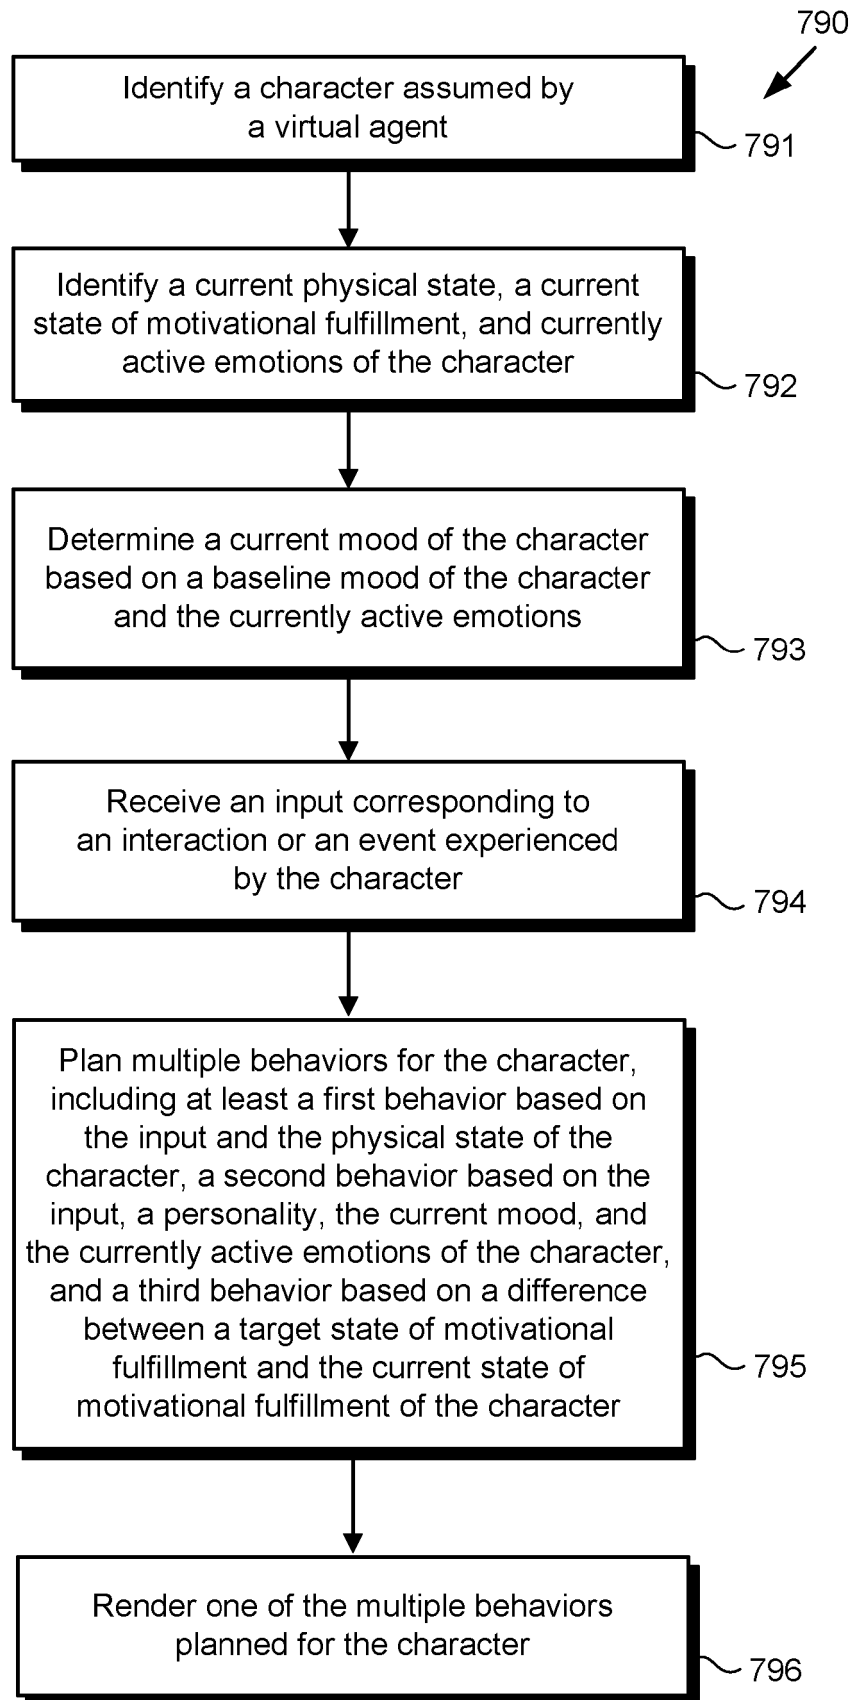 790
Identify a character assumed by
a virtual agent
791
Identify a current physical state, a current
state of motivational fulfillment, and currently
active emotions of the character
792
Determine a current mood of the character
based on a baseline mood of the character
and the currently active emotions
793
Receive an input corresponding to
an interaction or an event experienced
by the character
794
Plan multiple behaviors for the character,
including at least a first behavior based on
the input and the physical state of the
character, a second behavior based on the
input, a personality, the current mood, and
the currently active emotions of the character,
and a third behavior based on a difference
between a target state of motivational
fulfillment and the current state of
motivational fulfillment of the character
795
Render one of the multiple behaviors
planned for the character
796